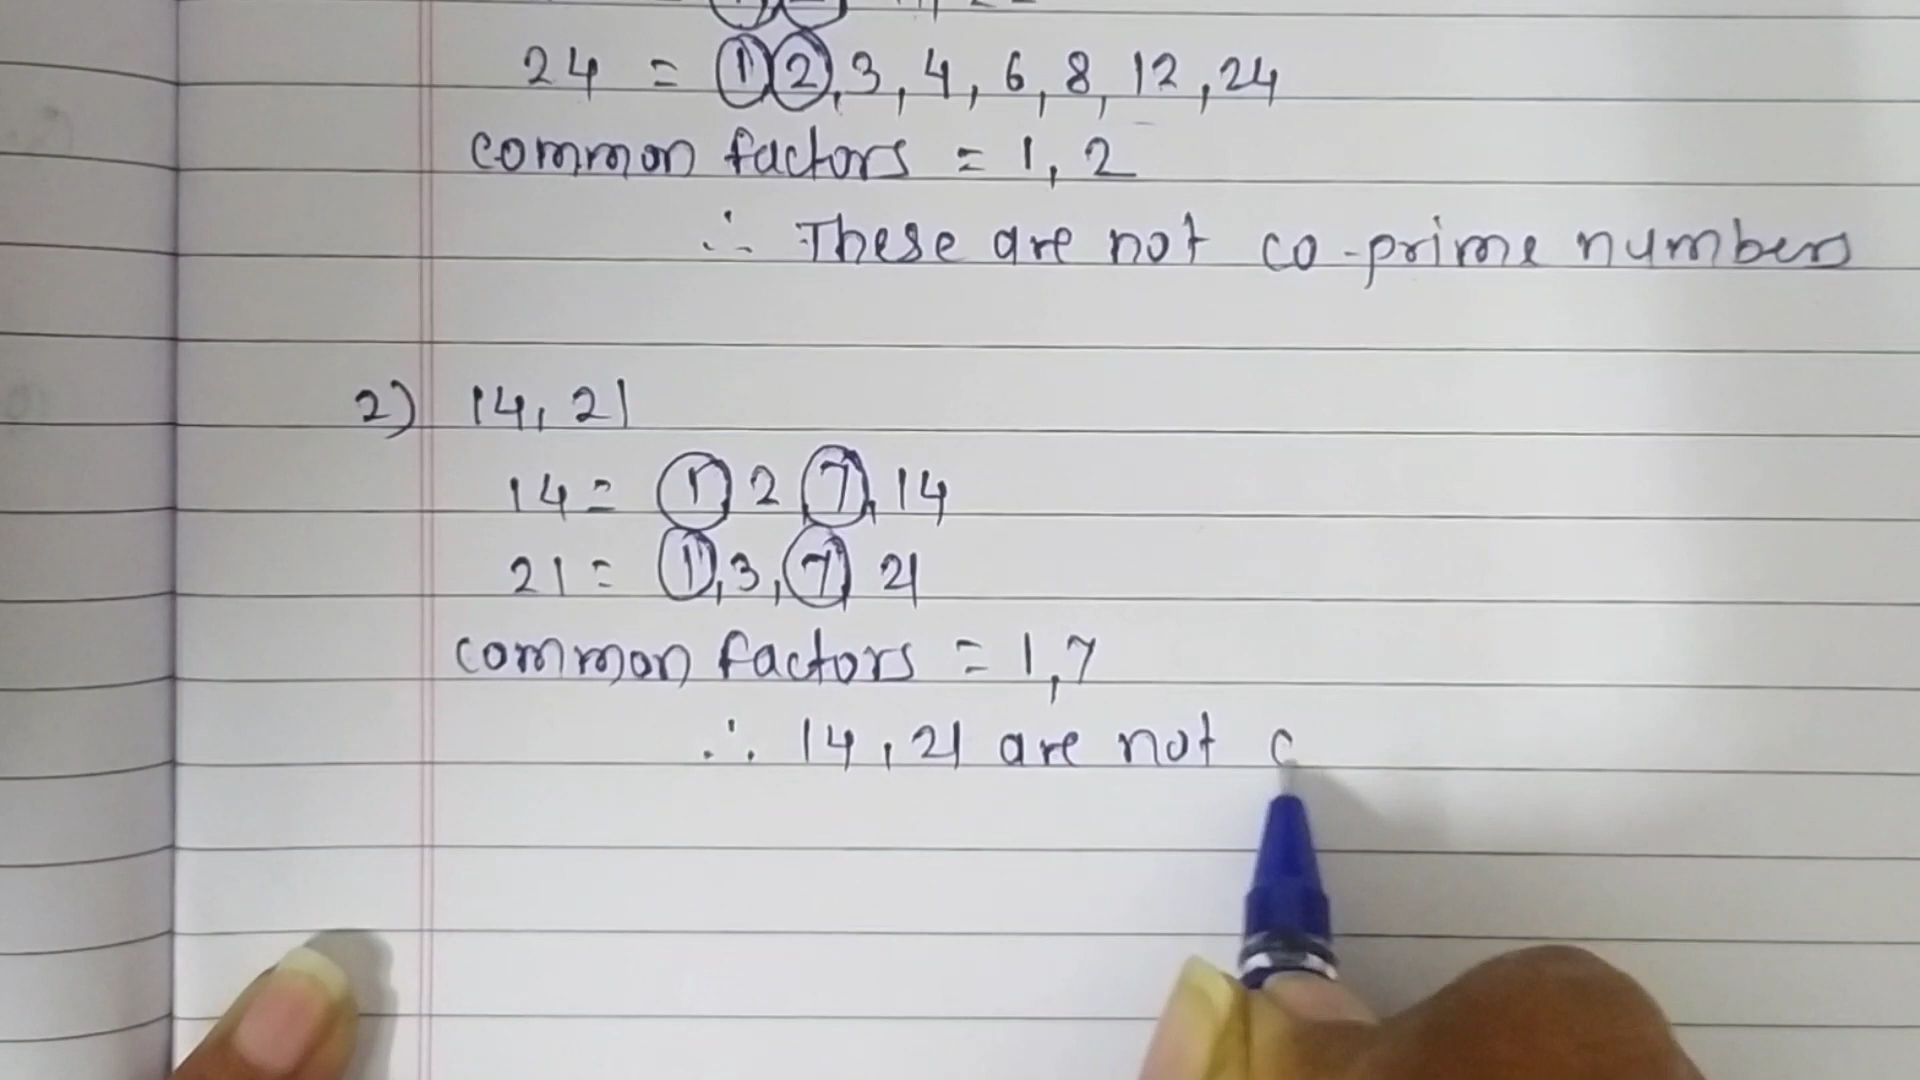 24 = 1 2, 3, 4, 6, 8, 12, 24
common factors = 1, 2
∴ These are not co-prime numbers
2) 14, 21
14 = 1, 2 7, 14
21 = 1, 3, 7, 21
common factors = 1, 7
∴ 14, 21 are not c